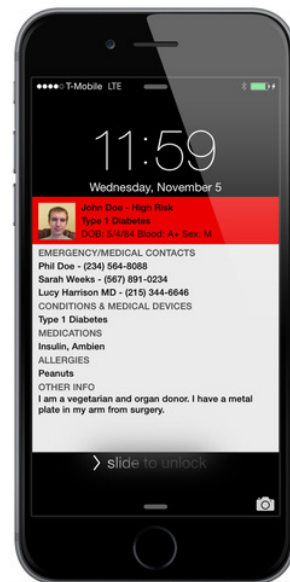 T-Mobile LTE
11:59
Wednesday, November 5
John Doe - High Risk
Type 1 Diabetes
DOB: 5/4/84 Blood: A+ Sex: M
EMERGENCY/MEDICAL CONTACTS
Phil Doe - (234) 564-8088
Sarah Weeks - (567) 891-0234
Lucy Harrison MD - (215) 344-6646
CONDITIONS & MEDICAL DEVICES
Type 1 Diabetes
MEDICATIONS
Insulin, Ambien
ALLERGIES
Peanuts
OTHER INFO
I am a vegetarian and organ donor. I have a metal
plate in my arm from surgery.
> slide to unlock